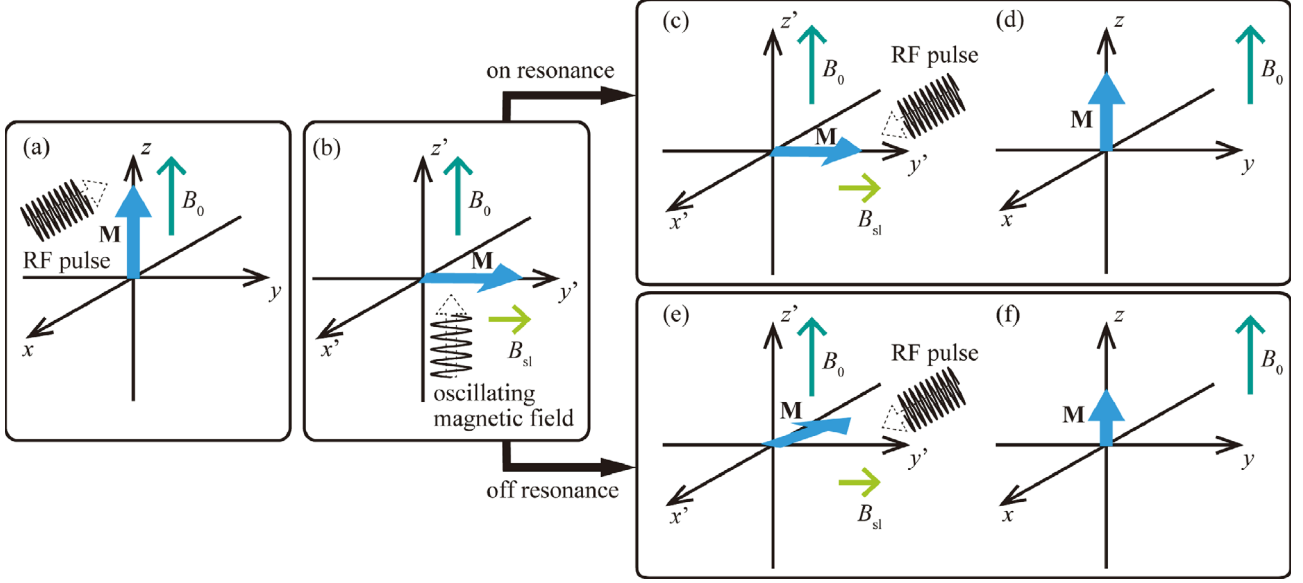 (a)
z
B0
M
RF pulse
y
x
(b)
z'
B0
M
y'
x'
Bsl
oscillating
magnetic field
on resonance
off resonance
(c)
z'
RF pulse
B0
M
y'
x'
Bsl
(d)
z
B0
M
y
x
(e)
z'
RF pulse
B0
M
y'
x'
Bsl
(f)
z
B0
M
y
x